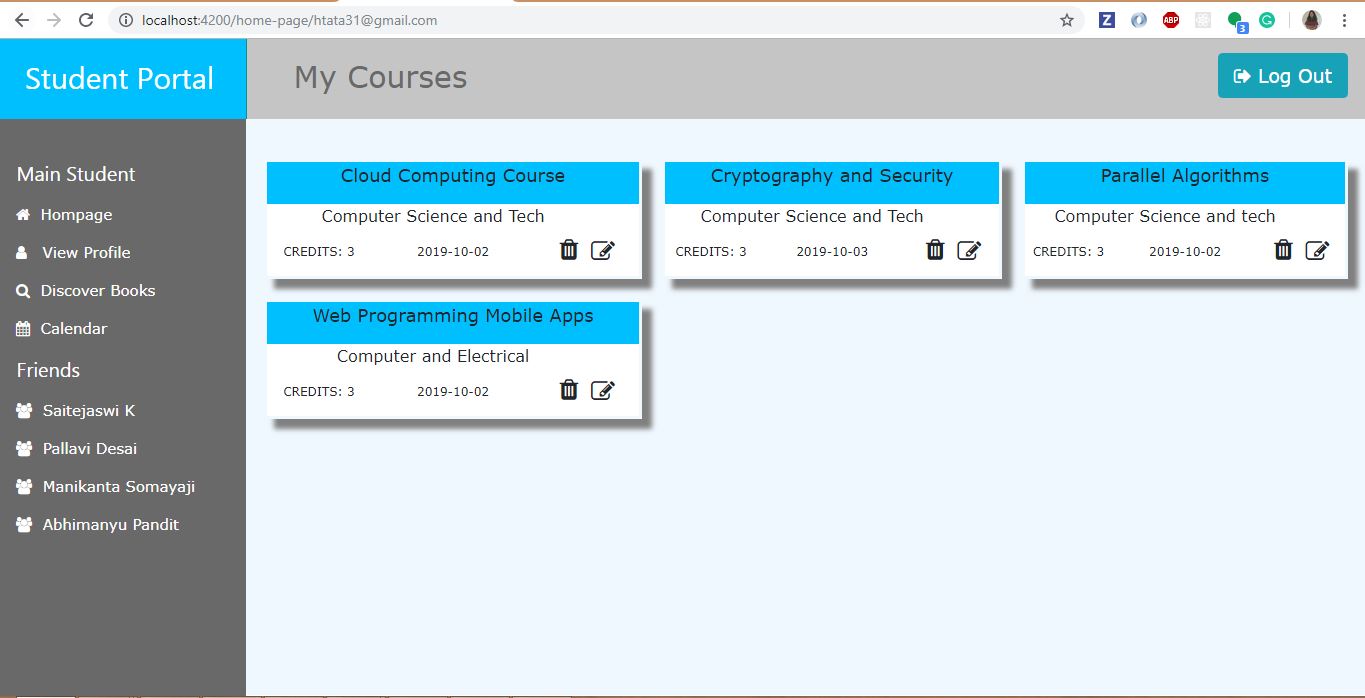 localhost:4200/home-page/htata31@gmail.com
Z
ABP
3
G
Student Portal
My Courses
Log Out
Main Student
Hompage
View Profile
Discover Books
Calendar
Friends
Saitejaswi K
Pallavi Desai
Manikanta Somayaji
Abhimanyu Pandit
Cloud Computing Course
Computer Science and Tech
CREDITS: 3 2019-10-02
Cryptography and Security
Computer Science and Tech
CREDITS: 3 2019-10-03
Parallel Algorithms
Computer Science and tech
CREDITS: 3 2019-10-02
Web Programming Mobile Apps
Computer and Electrical
CREDITS: 3 2019-10-02